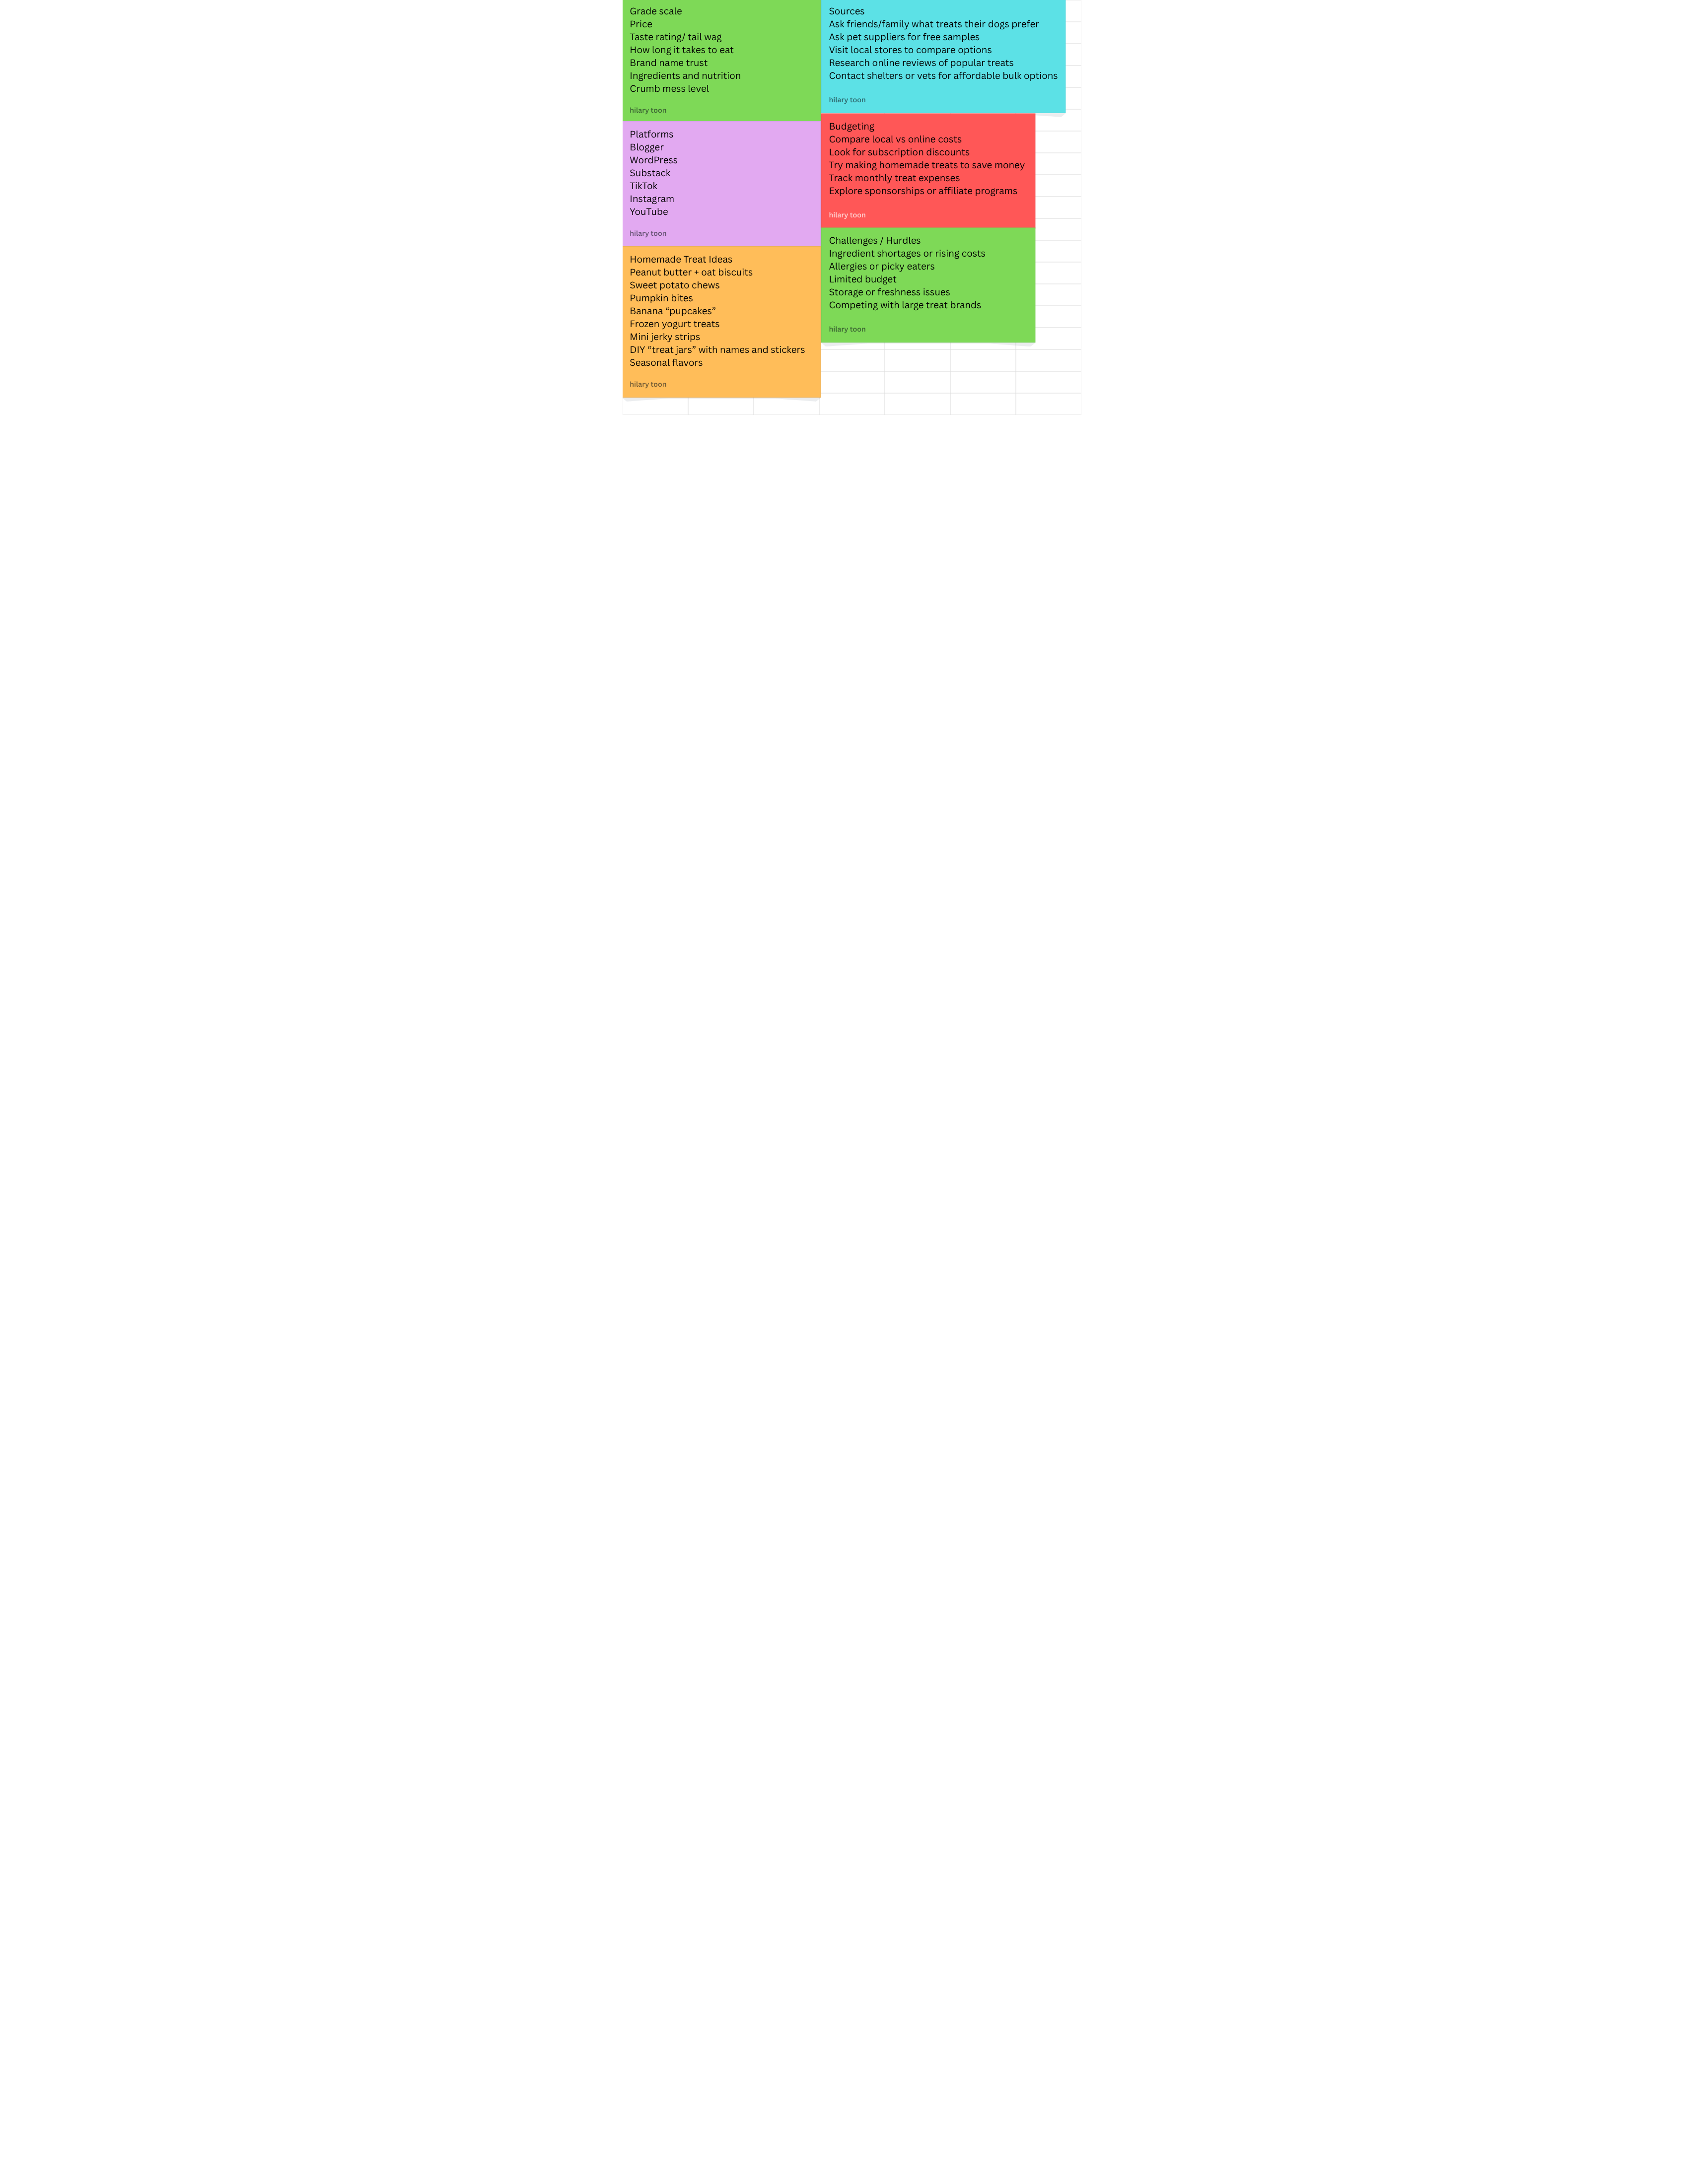 Grade scale
Price
Taste rating/ tail wag
How long it takes to eat
Brand name trust
Ingredients and nutrition
Crumb mess level
hilary toon
Sources
Ask friends/family what treats their dogs prefer
Ask pet suppliers for free samples
Visit local stores to compare options
Research online reviews of popular treats
Contact shelters or vets for affordable bulk options
hilary toon
Platforms
Blogger
WordPress
Substack
TikTok
Instagram
YouTube
hilary toon
Budgeting
Compare local vs online costs
Look for subscription discounts
Try making homemade treats to save money
Track monthly treat expenses
Explore sponsorships or affiliate programs
hilary toon
Homemade Treat Ideas
Peanut butter + oat biscuits
Sweet potato chews
Pumpkin bites
Banana “pupcakes”
Frozen yogurt treats
Mini jerky strips
DIY “treat jars” with names and stickers
Seasonal flavors
hilary toon
Challenges / Hurdles
Ingredient shortages or rising costs
Allergies or picky eaters
Limited budget
Storage or freshness issues
Competing with large treat brands
hilary toon